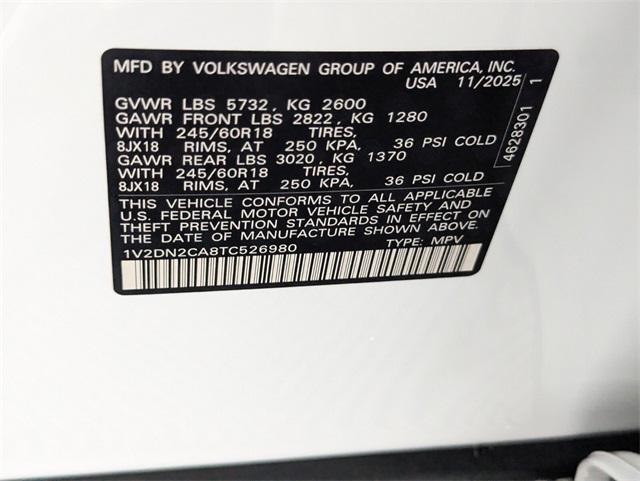 MFD BY VOLKSWAGEN GROUP OF AMERICA, INC.
USA 11/2025
GVWR LBS 5732, KG 2600
GAWR FRONT LBS 2822, KG 1280
WITH 245/60R18 TIRES,
8JX18 RIMS, AT 250 KPA, 36 PSI COLD
GAWR REAR LBS 3020, KG 1370
WITH 245/60R18 TIRES,
8JX18 RIMS, AT 250 KPA, 36 PSI COLD
THIS VEHICLE CONFORMS TO ALL APPLICABLE
U.S. FEDERAL MOTOR VEHICLE SAFETY AND
THEFT PREVENTION STANDARDS IN EFFECT ON
THE DATE OF MANUFACTURE SHOWN ABOVE.
1V2DN2CA8TC526980 TYPE: MPV
4628301 1